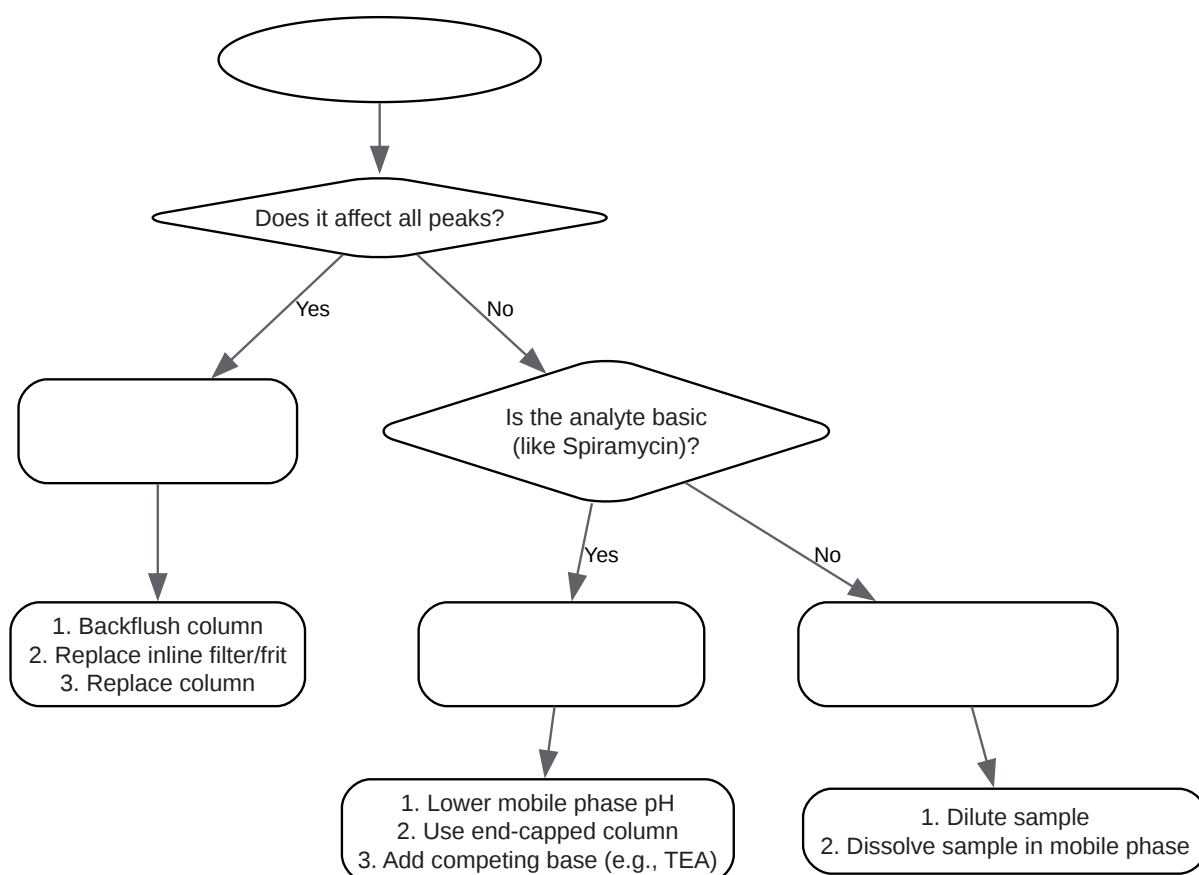 Does it affect all peaks?
Yes
No
Is the analyte basic
(like Spiramycin)?
Yes
No
1. Backflush column
2. Replace inline filter/frit
3. Replace column
1. Lower mobile phase pH
2. Use end-capped column
3. Add competing base (e.g., TEA)
1. Dilute sample
2. Dissolve sample in mobile phase